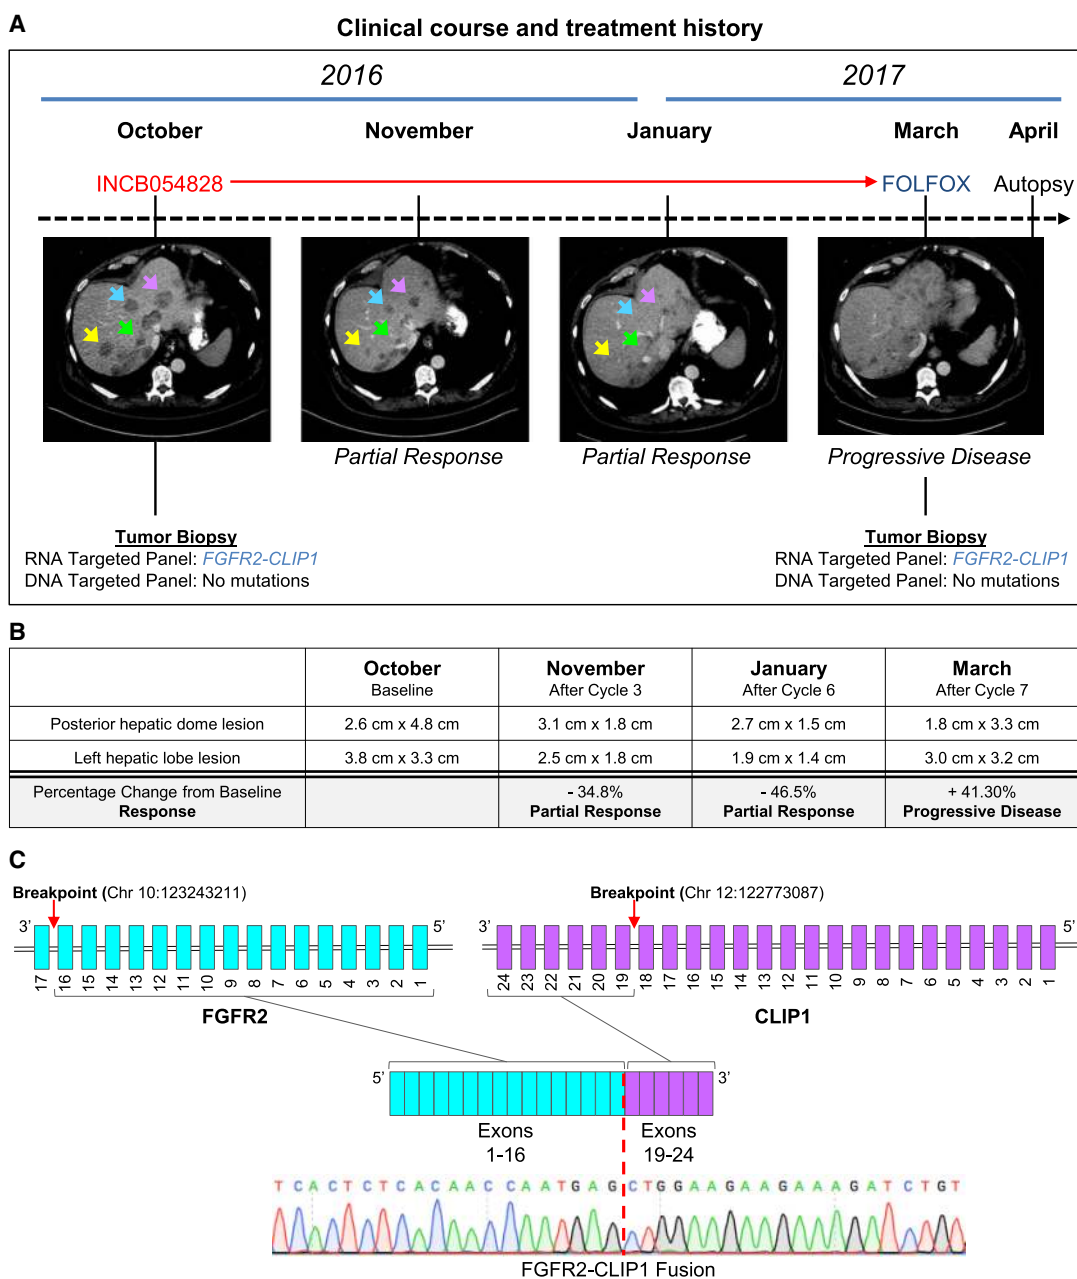 A
Clinical course and treatment history
2016 2017
October November January March April
INCB054828 FOLFOX Autopsy
Partial Response Partial Response Progressive Disease
Tumor Biopsy
RNA Targeted Panel: FGFR2-CLIP1
DNA Targeted Panel: No mutations
Tumor Biopsy
RNA Targeted Panel: FGFR2-CLIP1
DNA Targeted Panel: No mutations
B
October November January March
Baseline After Cycle 3 After Cycle 6 After Cycle 7
Posterior hepatic dome lesion 2.6 cm x 4.8 cm 3.1 cm x 1.8 cm 2.7 cm x 1.5 cm 1.8 cm x 3.3 cm
Left hepatic lobe lesion 3.8 cm x 3.3 cm 2.5 cm x 1.8 cm 1.9 cm x 1.4 cm 3.0 cm x 3.2 cm
Percentage Change from Baseline - 34.8% - 46.5% + 41.30%
Response Partial Response Partial Response Progressive Disease
C
Breakpoint (Chr 10:123243211) Breakpoint (Chr 12:122773087)
3’ 5’ 3’ 5’
17 16 15 14 13 12 11 10 9 8 7 6 5 4 3 2 1 24 23 22 21 20 19 18 17 16 15 14 13 12 11 10 9 8 7 6 5 4 3 2 1
FGFR2 CLIP1
5’ 3’
Exons Exons
1-16 19-24
T C A C T C T C A C A A C C A A T G A G C T G G A A G A A G A A A G A T C T G T
FGFR2-CLIP1 Fusion